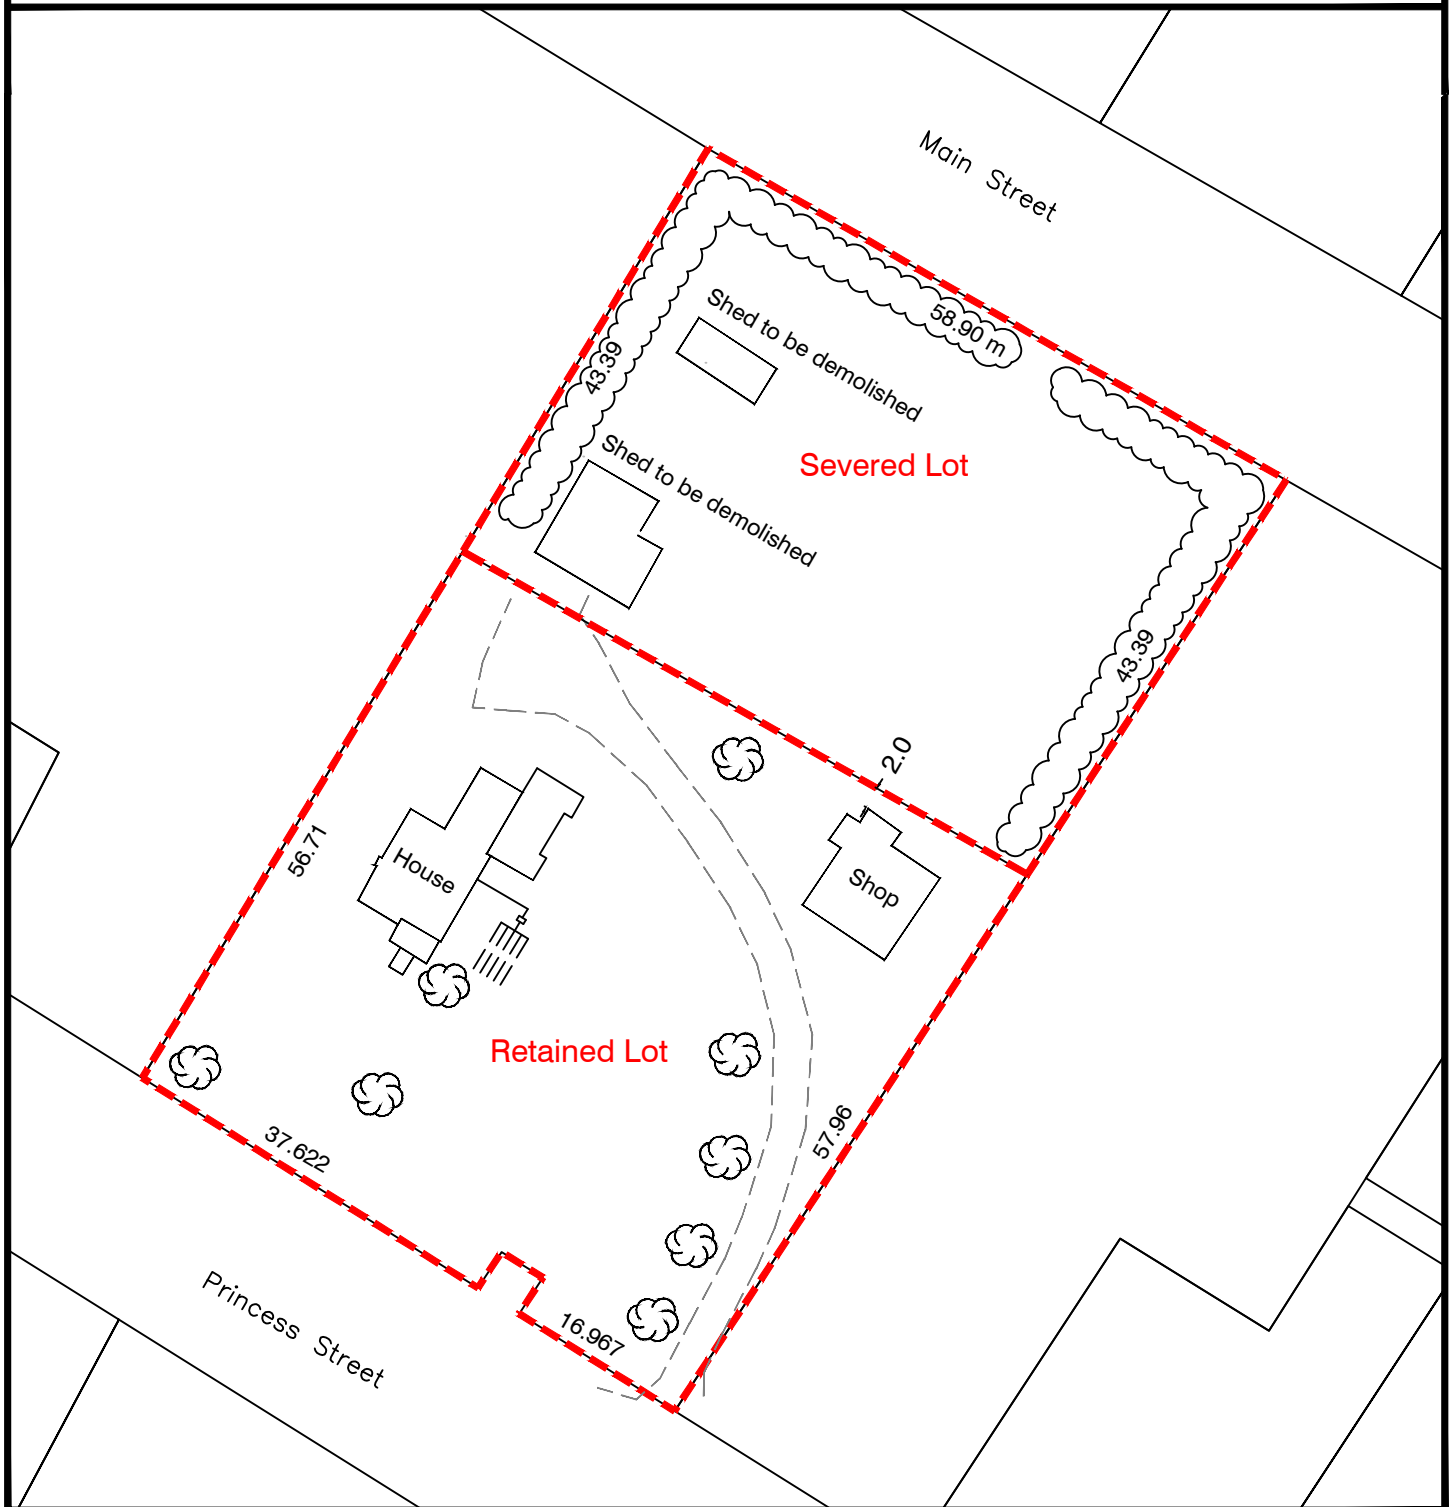 Main Street
58.90 m
Shed to be demolished
43.39
Severed Lot
Shed to be demolished
43.39
2.0
56.71
House
Shop
Retained Lot
57.96
37.622
16.967
Princess Street